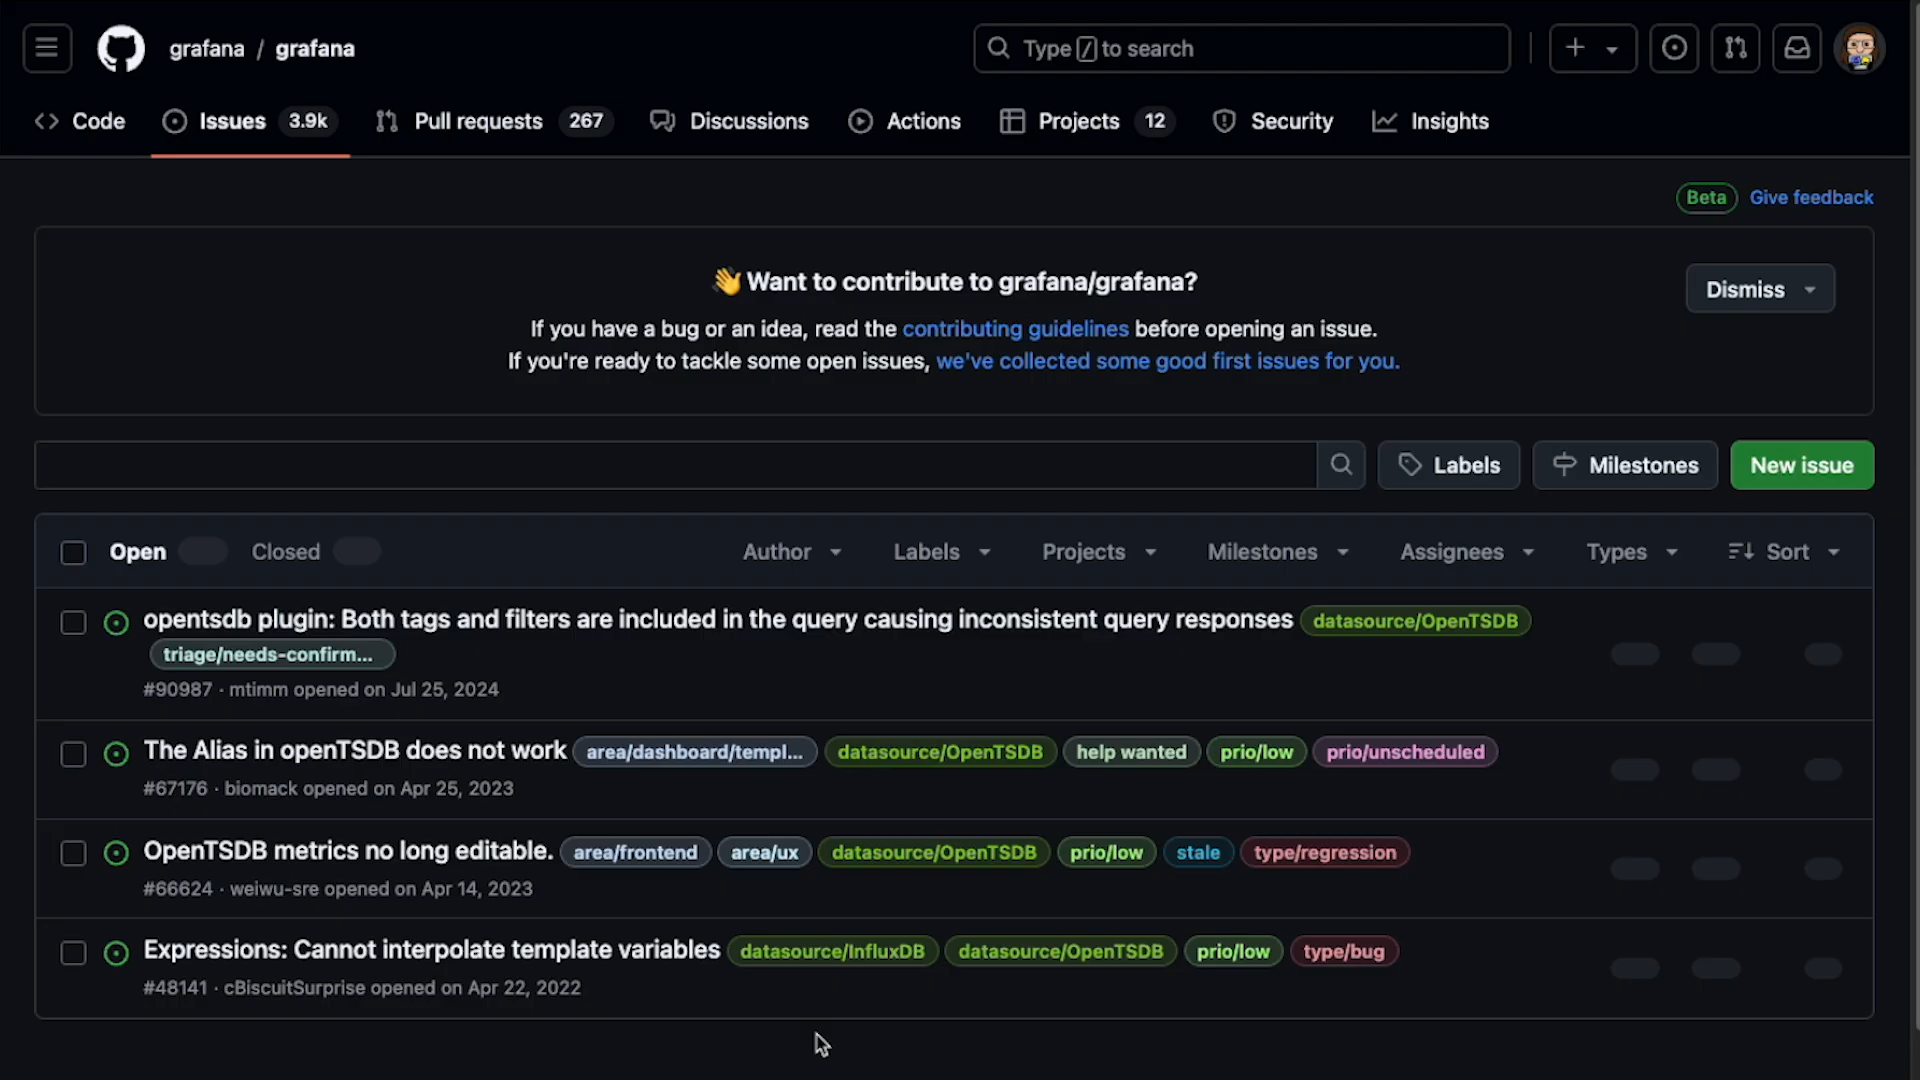 grafana / grafana
Type / to search
Code
Issues 3.9k
Pull requests 267
Discussions
Actions
Projects 12
Security
Insights
Beta Give feedback
👋 Want to contribute to grafana/grafana?
Dismiss
If you have a bug or an idea, read the contributing guidelines before opening an issue.
If you're ready to tackle some open issues, we've collected some good first issues for you.
Labels
Milestones
New issue
Open Closed Author Labels Projects Milestones Assignees Types Sort
opentsdb plugin: Both tags and filters are included in the query causing inconsistent query responses datasource/OpenTSDB
triage/needs-confirm...
#90987 · mtimm opened on Jul 25, 2024
The Alias in openTSDB does not work area/dashboard/templ... datasource/OpenTSDB help wanted prio/low prio/unscheduled
#67176 · biomack opened on Apr 25, 2023
OpenTSDB metrics no long editable. area/frontend area/ux datasource/OpenTSDB prio/low stale type/regression
#66624 · weiwu-sre opened on Apr 14, 2023
Expressions: Cannot interpolate template variables datasource/InfluxDB datasource/OpenTSDB prio/low type/bug
#48141 · cBiscuitSurprise opened on Apr 22, 2022